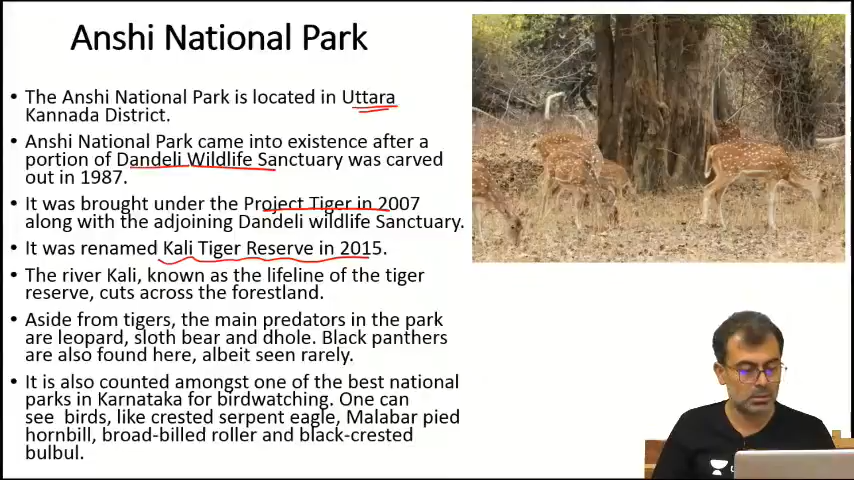 Anshi National Park
• The Anshi National Park is located in Uttara
Kannada District.
• Anshi National Park came into existence after a
portion of Dandeli Wildlife Sanctuary was carved
out in 1987.
• It was brought under the Project Tiger in 2007
along with the adjoining Dandeli wildlife Sanctuary.
• It was renamed Kali Tiger Reserve in 2015.
• The river Kali, known as the lifeline of the tiger
reserve, cuts across the forestland.
• Aside from tigers, the main predators in the park
are leopard, sloth bear and dhole. Black panthers
are also found here, albeit seen rarely.
• It is also counted amongst one of the best national
parks in Karnataka for birdwatching. One can
see birds, like crested serpent eagle, Malabar pied
hornbill, broad-billed roller and black-crested
bulbul.